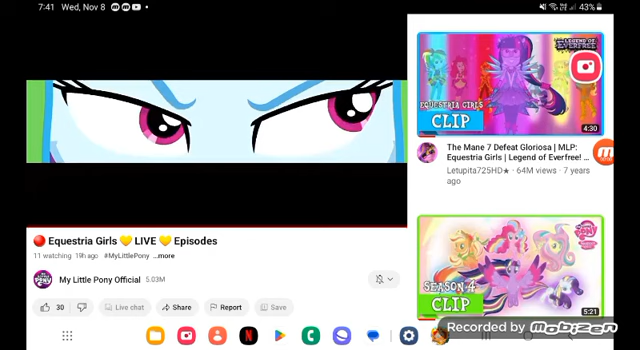 7:41 Wed, Nov 8
43%
LEGEND OF EVERFREE
EQUESTRIA GIRLS
CLIP
4:30
The Mane 7 Defeat Gloriosa | MLP:
Equestria Girls | Legend of Everfree! ...
Letupita725HD★ · 64M views · 7 years
ago
🔴 Equestria Girls 💛 LIVE 💛 Episodes
11 watching 19h ago #MyLittlePony ...more
My Little Pony Official 5.03M
30
Live chat
Share
Report
Save
SEASON 4
CLIP
5:21
Recorded by Mobizen